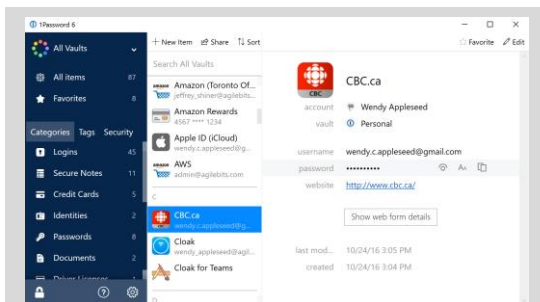 1Password 6
All Vaults
All items 87
Favorites 8
Categories Tags Security
Logins 45
Secure Notes 11
Credit Cards 5
Identities 2
Passwords 8
Documents 2
Driver Licenses
+ New Item Share Sort
Search All Vaults
Amazon (Toronto Of...
jeffrey_shiner@agilebits...
Amazon Rewards
4567 **** 1234
Apple ID (iCloud)
wendy.c.appleseed@g...
AWS
admin@agilebits.com
C
CBC.ca
wendy.c.appleseed@g...
Cloak
wendy_appleseed@agil...
Cloak for Teams
Favorite Edit
CBC
CBC.ca
account Wendy Appleseed
vault Personal
username wendy.c.appleseed@gmail.com
password ••••••••••
website http://www.cbc.ca/
Show web form details
last mod... 10/24/16 3:05 PM
created 10/24/16 3:04 PM